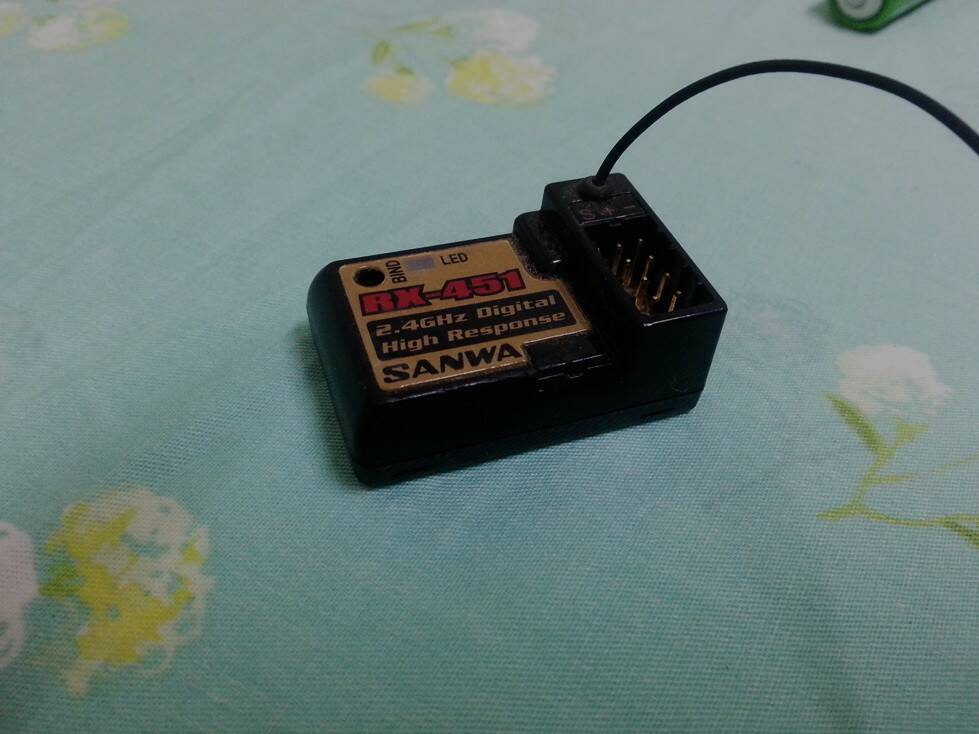 S + -
BIND
LED
RX-451
2.4GHz Digital
High Response
SANWA